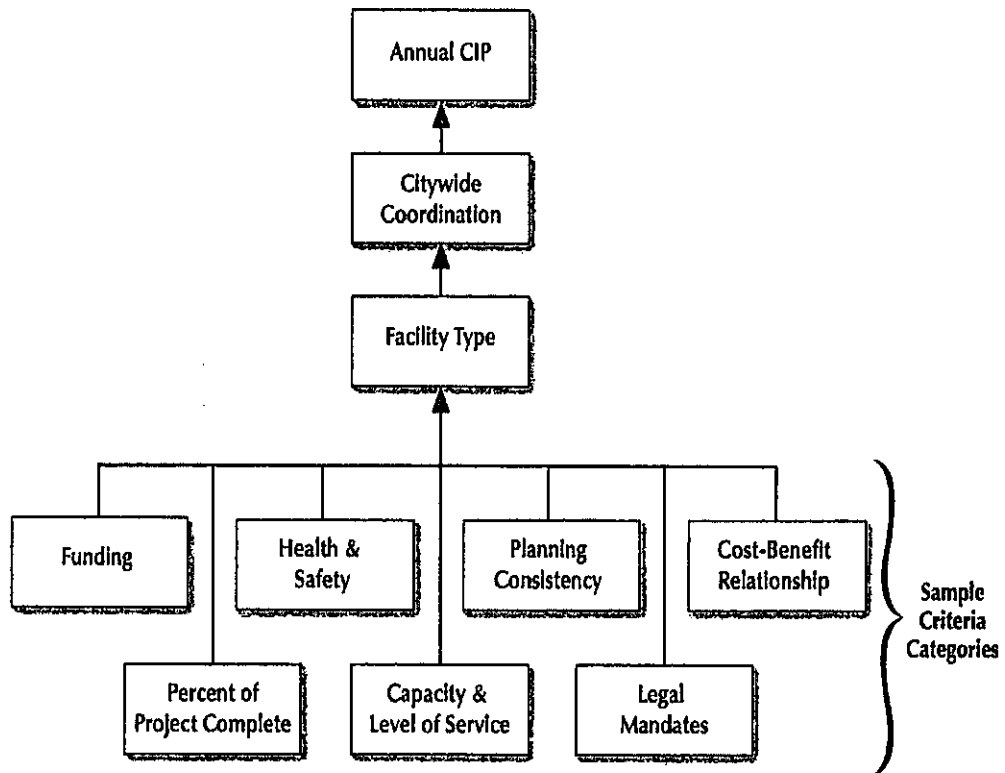 Annual CIP
Citywide
Coordination
Facility Type
Funding
Health &
Safety
Planning
Consistency
Cost-Benefit
Relationship
Percent of
Project Complete
Capacity &
Level of Service
Legal
Mandates
Sample
Criteria
Categories